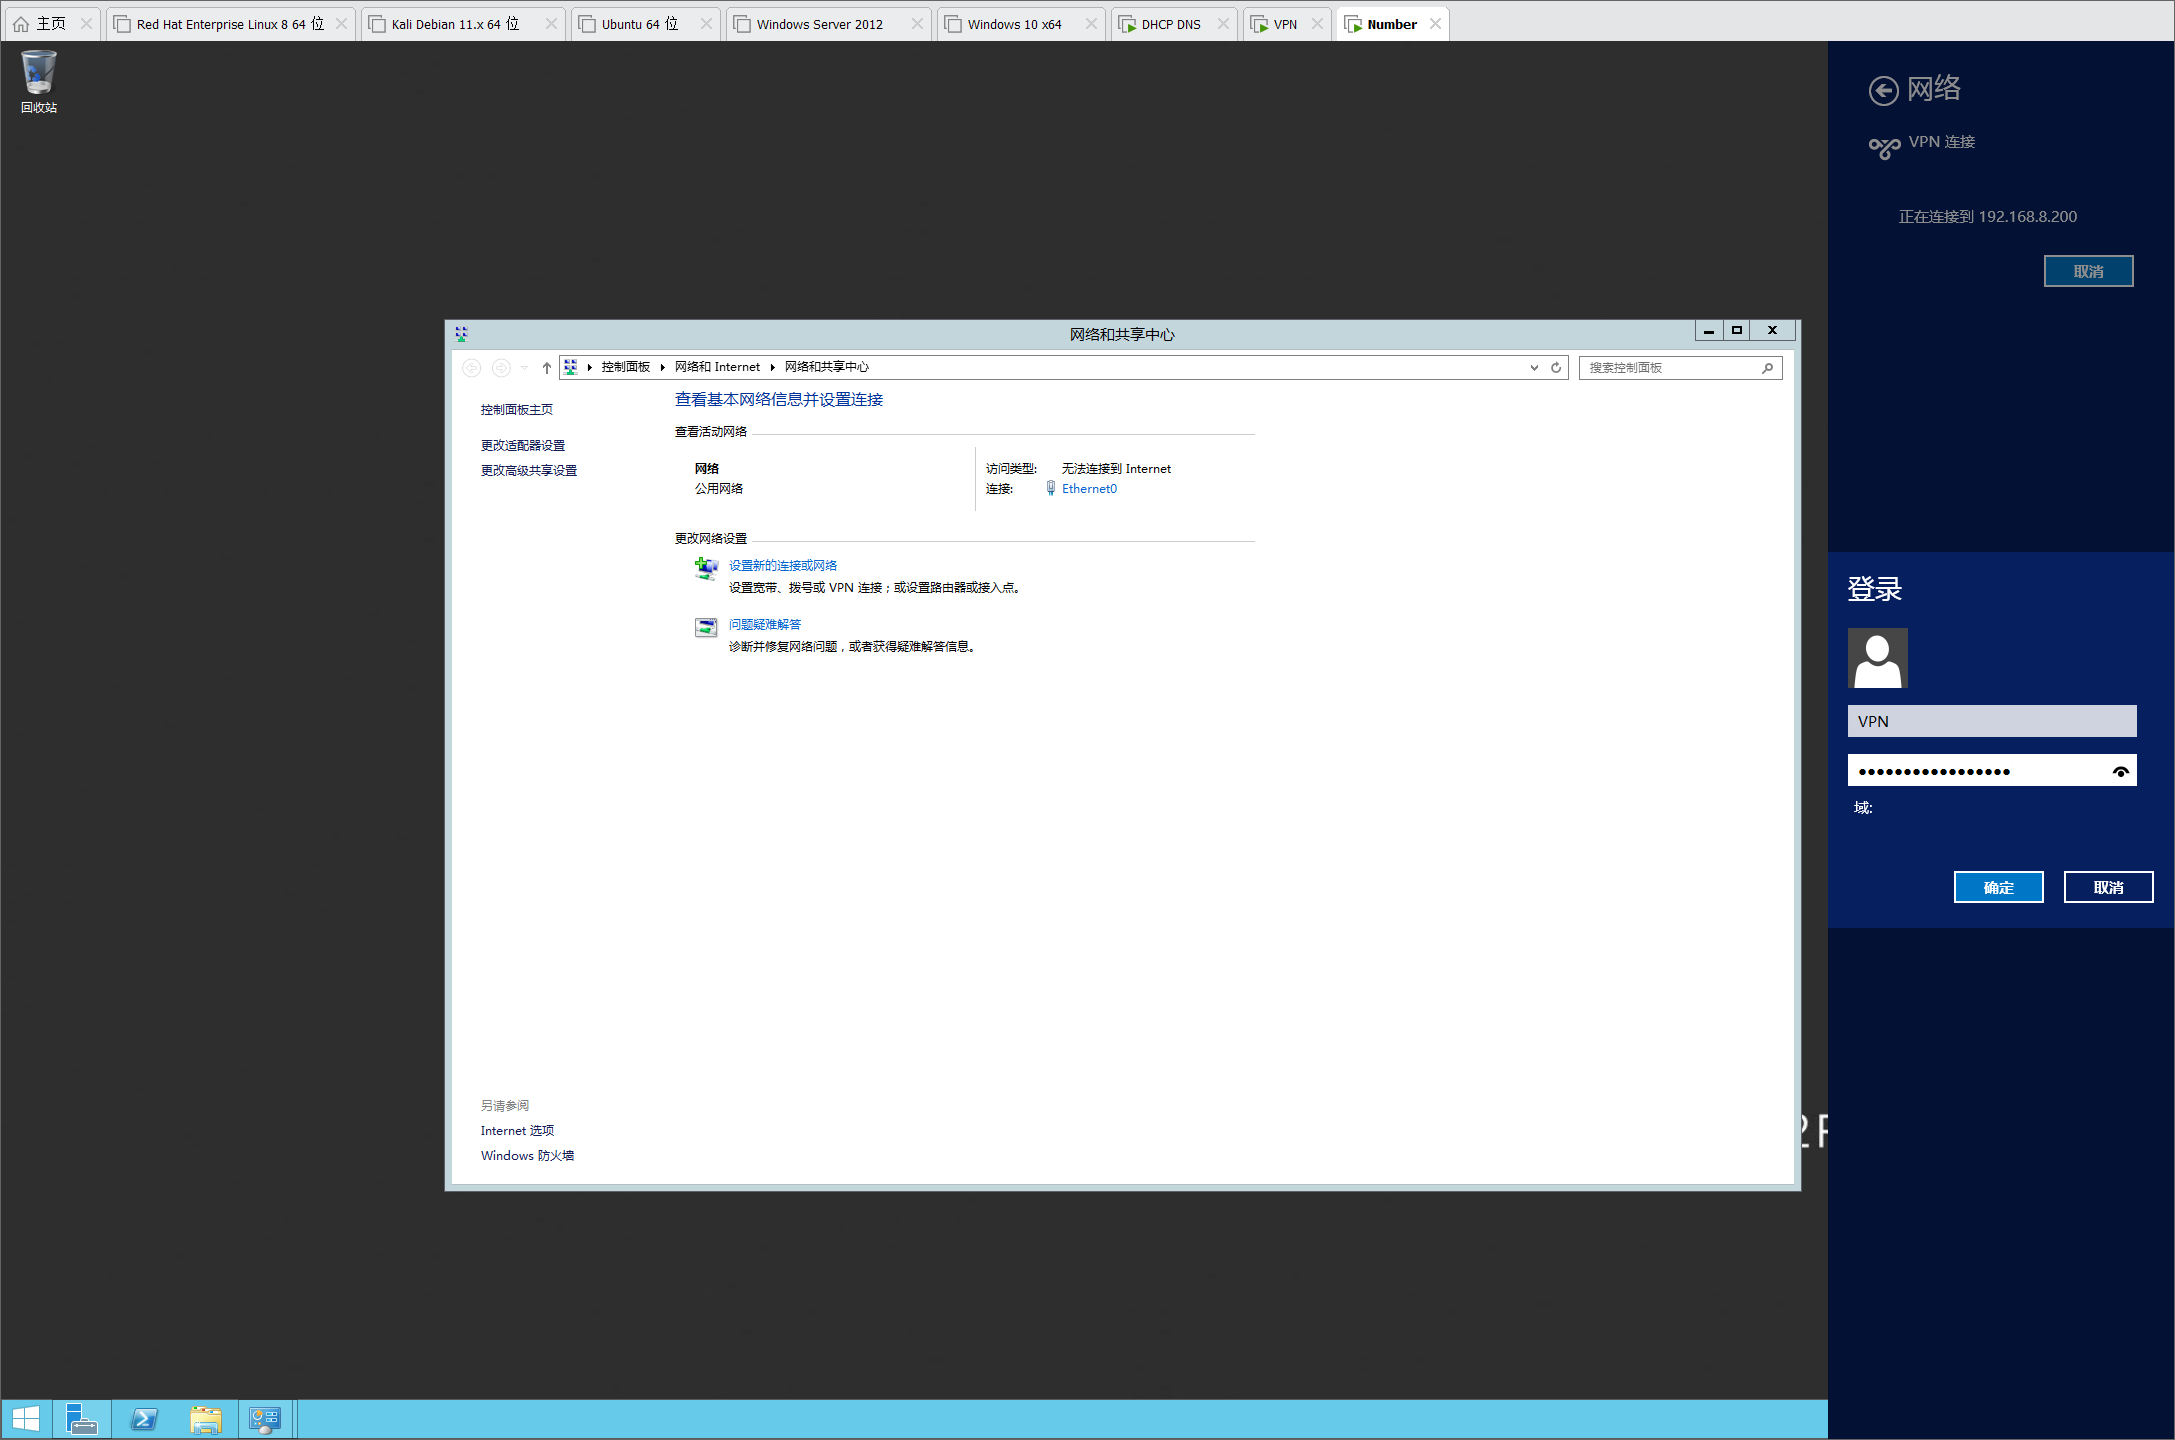 主页
Red Hat Enterprise Linux 8 64 位
Kali Debian 11.x 64 位
Ubuntu 64 位
Windows Server 2012
Windows 10 x64
DHCP DNS
VPN
Number
回收站
网络
VPN 连接
正在连接到 192.168.8.200
取消
网络和共享中心
控制面板
网络和 Internet
网络和共享中心
搜索控制面板
控制面板主页
更改适配器设置
更改高级共享设置
查看基本网络信息并设置连接
查看活动网络
网络
公用网络
访问类型: 无法连接到 Internet
连接: Ethernet0
更改网络设置
设置新的连接或网络
设置宽带、拨号或 VPN 连接；或设置路由器或接入点。
问题疑难解答
诊断并修复网络问题，或者获得疑难解答信息。
另请参阅
Internet 选项
Windows 防火墙
登录
VPN
域:
确定
取消